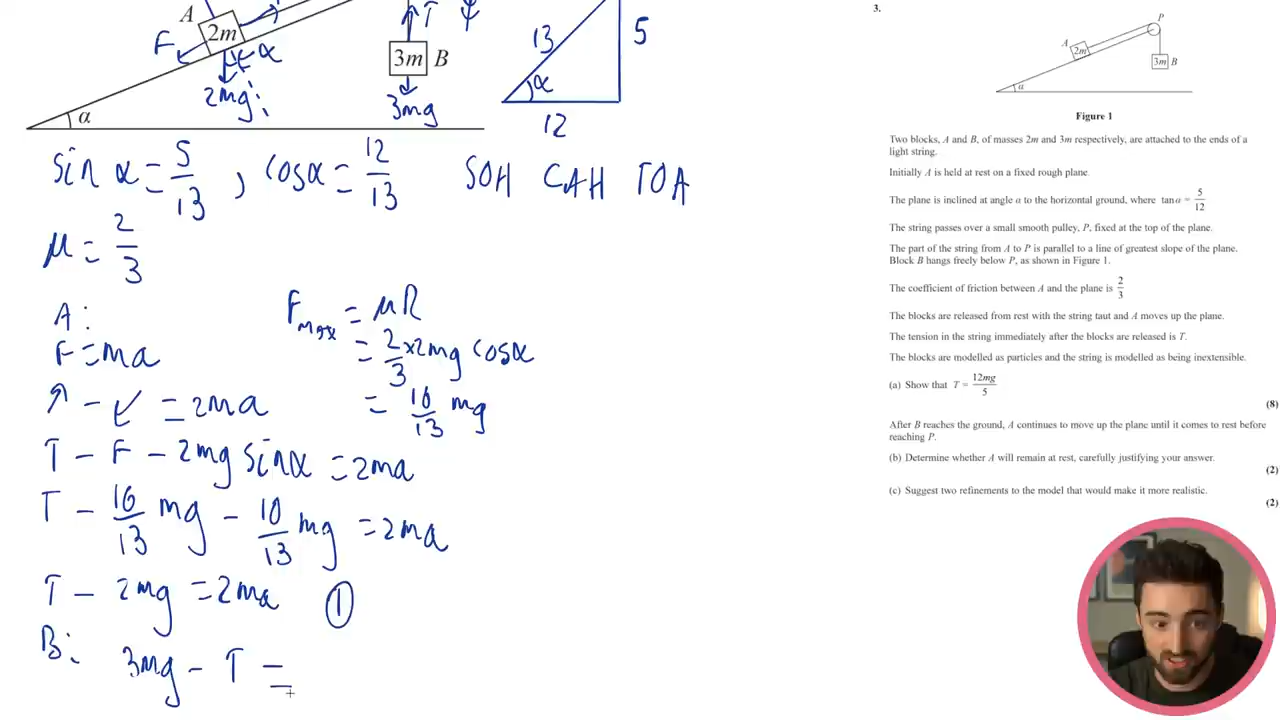 A
T
F
2m
α
2mg
α
3m B
3mg
13
5
α
12
sin α = 5/13 , cosα = 12/13 SOH CAH TOA
μ = 2/3
A:
F = ma
Fmax = μR
= 2/3 × 2mg cosα
= 16/13 mg
↗ - ↙ = 2ma
T - F - 2mg sinα = 2ma
T - 16/13 mg - 10/13 mg = 2ma
T - 2mg = 2ma ①
B: 3mg - T =
3.
P
A
2m
3m B
α
Figure 1
Two blocks, A and B, of masses 2m and 3m respectively, are attached to the ends of a
light string.
Initially A is held at rest on a fixed rough plane.
The plane is inclined at angle α to the horizontal ground, where tan α = 5/12
The string passes over a small smooth pulley, P, fixed at the top of the plane.
The part of the string from A to P is parallel to a line of greatest slope of the plane.
Block B hangs freely below P, as shown in Figure 1.
The coefficient of friction between A and the plane is 2/3
The blocks are released from rest with the string taut and A moves up the plane.
The tension in the string immediately after the blocks are released is T.
The blocks are modelled as particles and the string is modelled as being inextensible.
(a) Show that T = 12mg/5
(8)
After B reaches the ground, A continues to move up the plane until it comes to rest before
reaching P.
(b) Determine whether A will remain at rest, carefully justifying your answer.
(2)
(c) Suggest two refinements to the model that would make it more realistic.
(2)